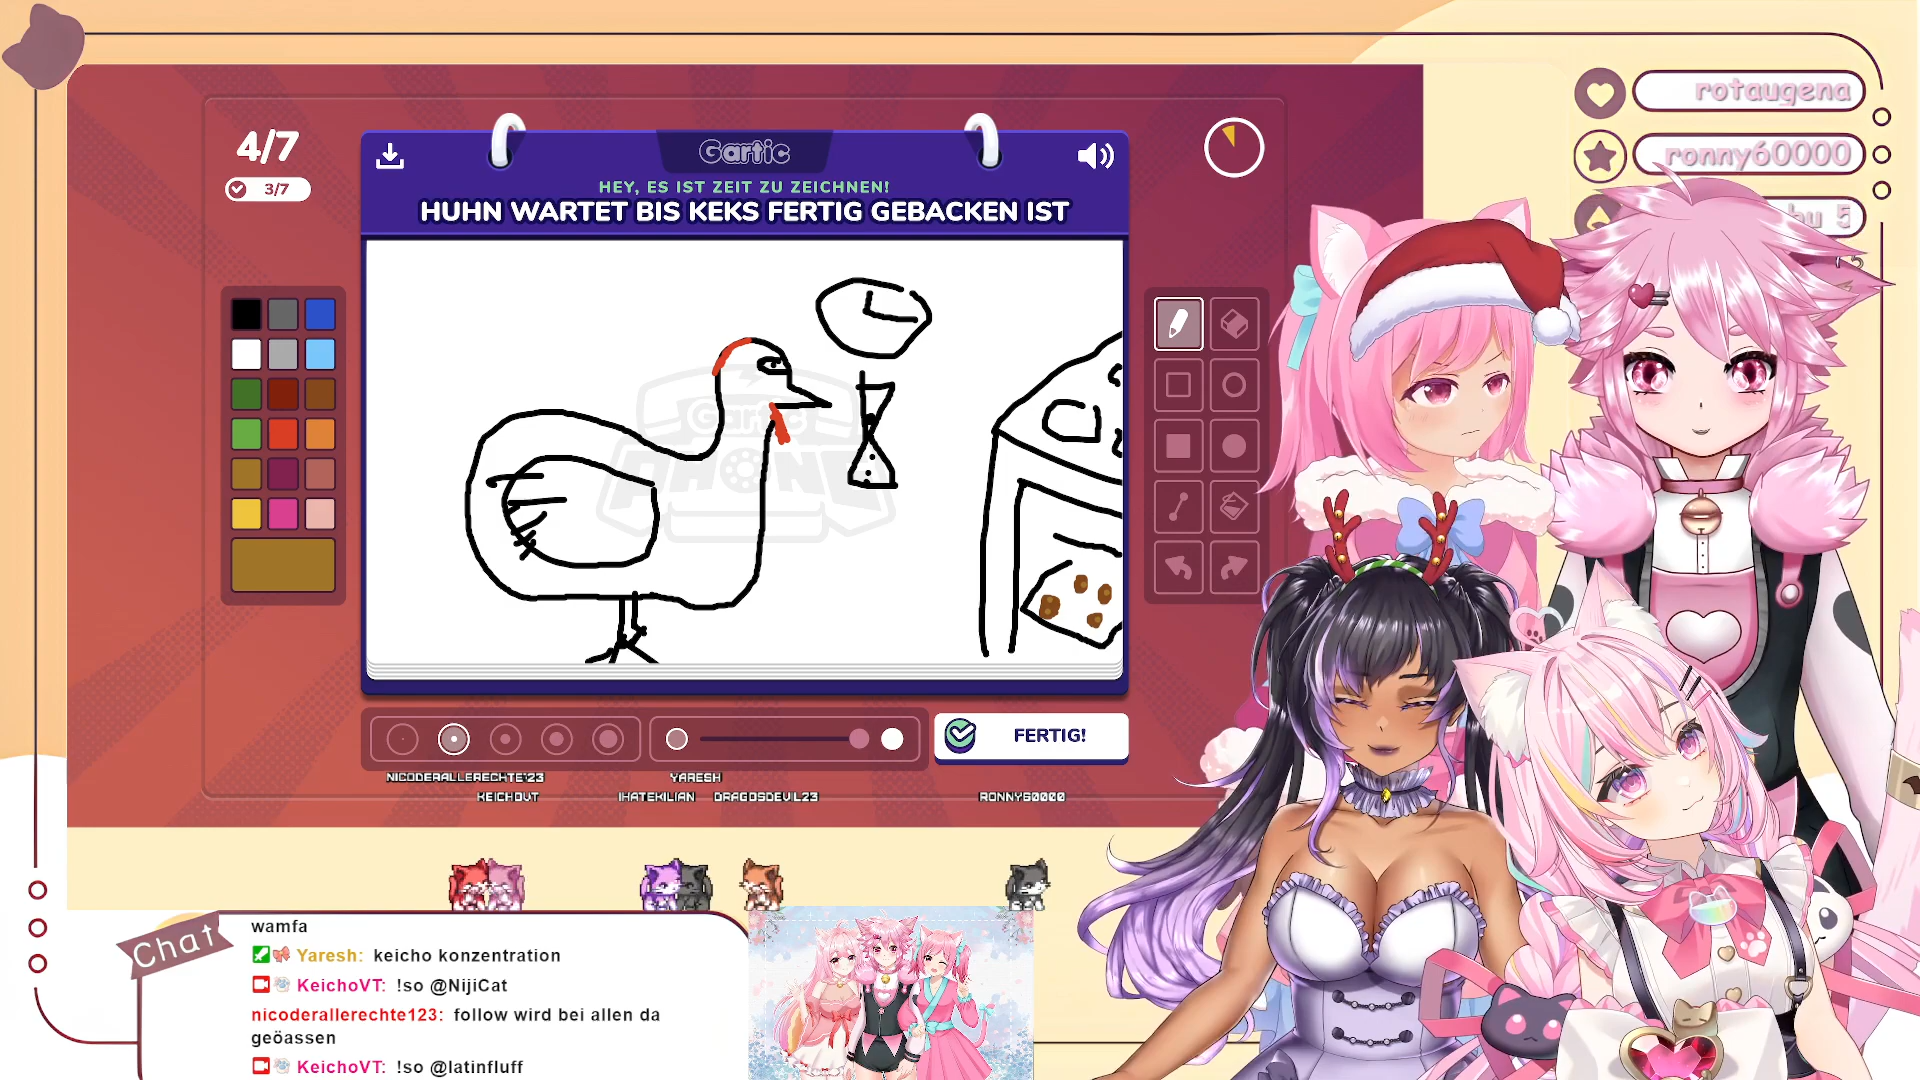 rotaugena
ronny60000
4/7
3/7
Gartic
HEY, ES IST ZEIT ZU ZEICHNEN!
HUHN WARTET BIS KEKS FERTIG GEBACKEN IST
Gartic
PHONE
FERTIG!
NICODERALLERECHTE123
YARESH
KEICHOVT
IHATEKILIAN
DRAGOSDEVIL23
RONNY60000
Chat
wamfa
Yaresh: keicho konzentration
KeichoVT: !so @NijiCat
nicoderallerechte123: follow wird bei allen da
geöassen
KeichoVT: !so @latinfluff